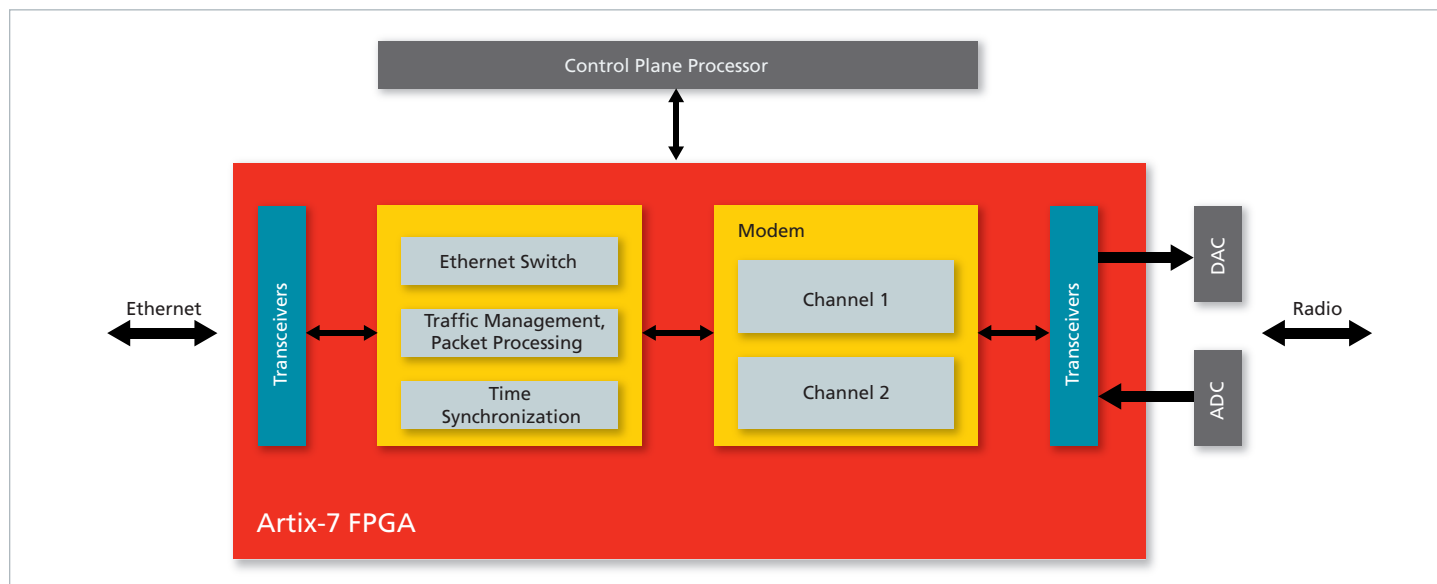 Control Plane Processor
Ethernet
Transceivers
Ethernet Switch
Traffic Management,
Packet Processing
Time
Synchronization
Modem
Channel 1
Channel 2
Transceivers
DAC
ADC
Radio
Artix-7 FPGA